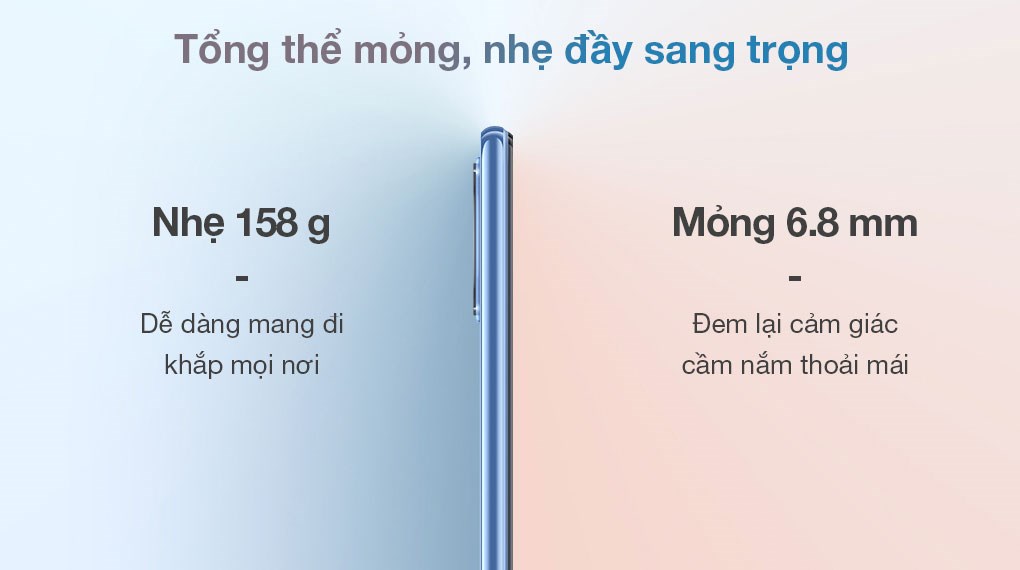 Tổng thể mỏng, nhẹ đầy sang trọng
Nhẹ 158 g
-
Dễ dàng mang đi
khắp mọi nơi
Mỏng 6.8 mm
-
Đem lại cảm giác
cầm nắm thoải mái